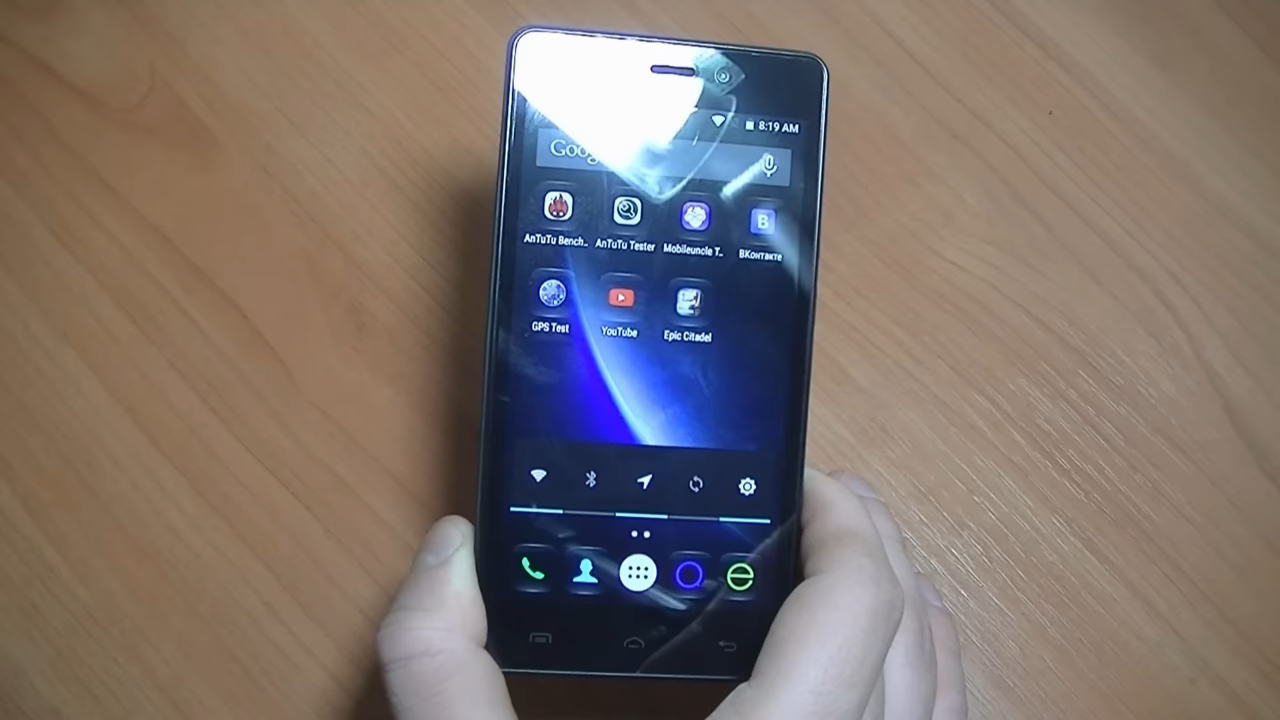 8:19 AM
Goog
AnTuTu Bench..
AnTuTu Tester
Mobileuncle T..
B
ВКонтакте
GPS Test
YouTube
Epic Citadel